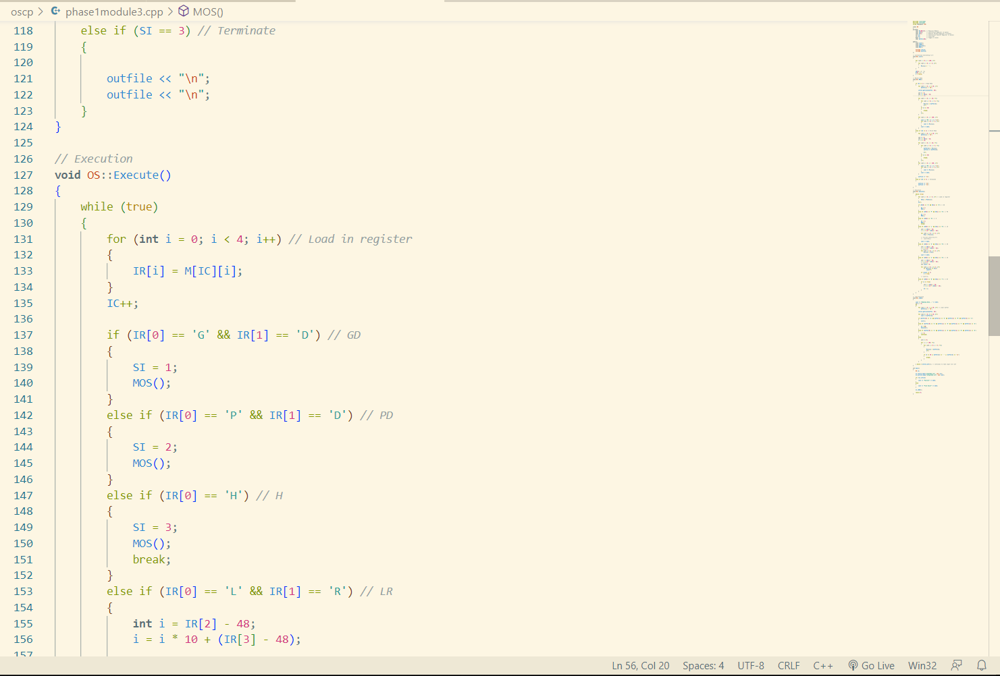 oscp > phase1module3.cpp > MOS()
118 else if (SI == 3) // Terminate
119 {
120
121 outfile << "\n";
122 outfile << "\n";
123 }
124 }
125
126 // Execution
127 void OS::Execute()
128 {
129 while (true)
130 {
131 for (int i = 0; i < 4; i++) // Load in register
132 {
133 IR[i] = M[IC][i];
134 }
135 IC++;
136
137 if (IR[0] == 'G' && IR[1] == 'D') // GD
138 {
139 SI = 1;
140 MOS();
141 }
142 else if (IR[0] == 'P' && IR[1] == 'D') // PD
143 {
144 SI = 2;
145 MOS();
146 }
147 else if (IR[0] == 'H') // H
148 {
149 SI = 3;
150 MOS();
151 break;
152 }
153 else if (IR[0] == 'L' && IR[1] == 'R') // LR
154 {
155 int i = IR[2] - 48;
156 i = i * 10 + (IR[3] - 48);
157
Ln 56, Col 20 Spaces: 4 UTF-8 CRLF C++ Go Live Win32